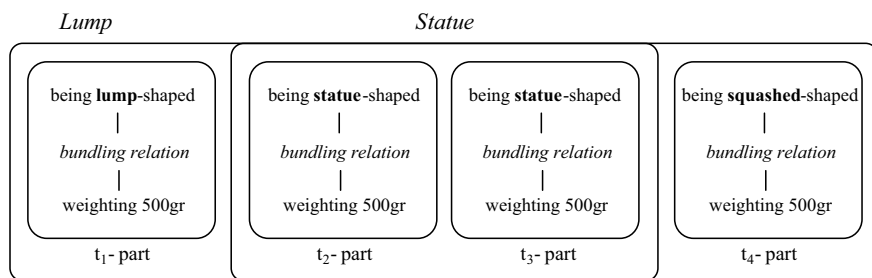 Lump Statue
being lump-shaped being statue-shaped being statue-shaped being squashed-shaped
bundling relation bundling relation bundling relation bundling relation
weighting 500gr weighting 500gr weighting 500gr weighting 500gr
t₁- part t₂- part t₃- part t₄- part